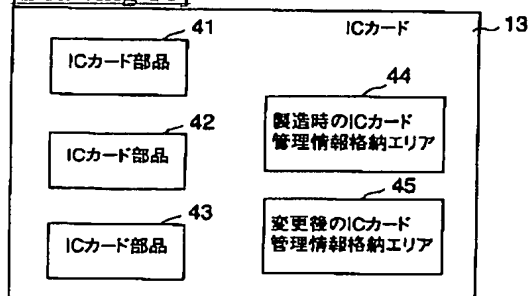 ICカード
13
41
ICカード部品
42
ICカード部品
43
ICカード部品
44
製造時のICカード
管理情報格納エリア
45
変更後のICカード
管理情報格納エリア